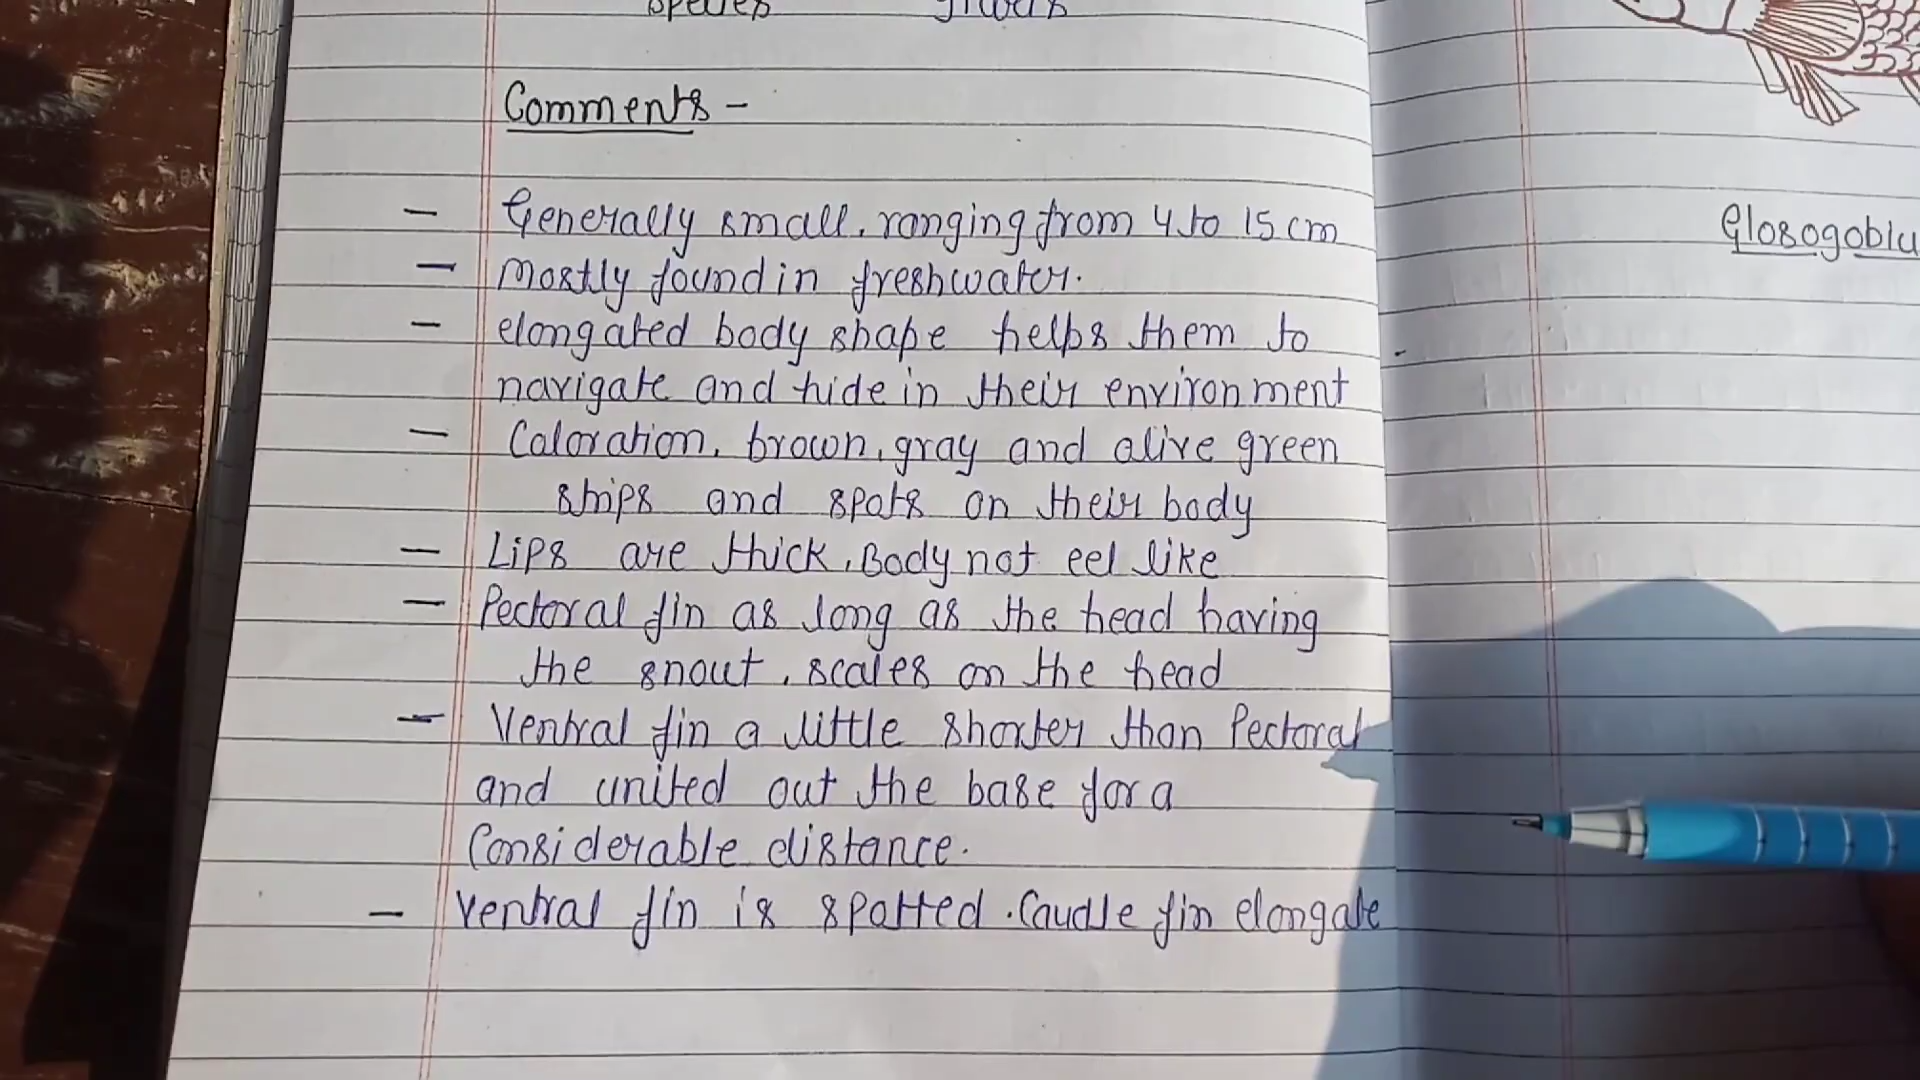 species giuris
Comments -
- Generally small, ranging from 4 to 15 cm
- mostly found in freshwater.
- elongated body shape helps them to
navigate and hide in their environment
- Coloration, brown, gray and alive green
strips and spots on their body
- Lips are thick, Body not eel like
- Pectoral fin as long as the head having
the snout, scales on the head
- Ventral fin a little shorter than Pectoral
and united out the base for a
Considerable distance.
- Ventral fin is spotted. Caudle fin elongate
Glosogobiu